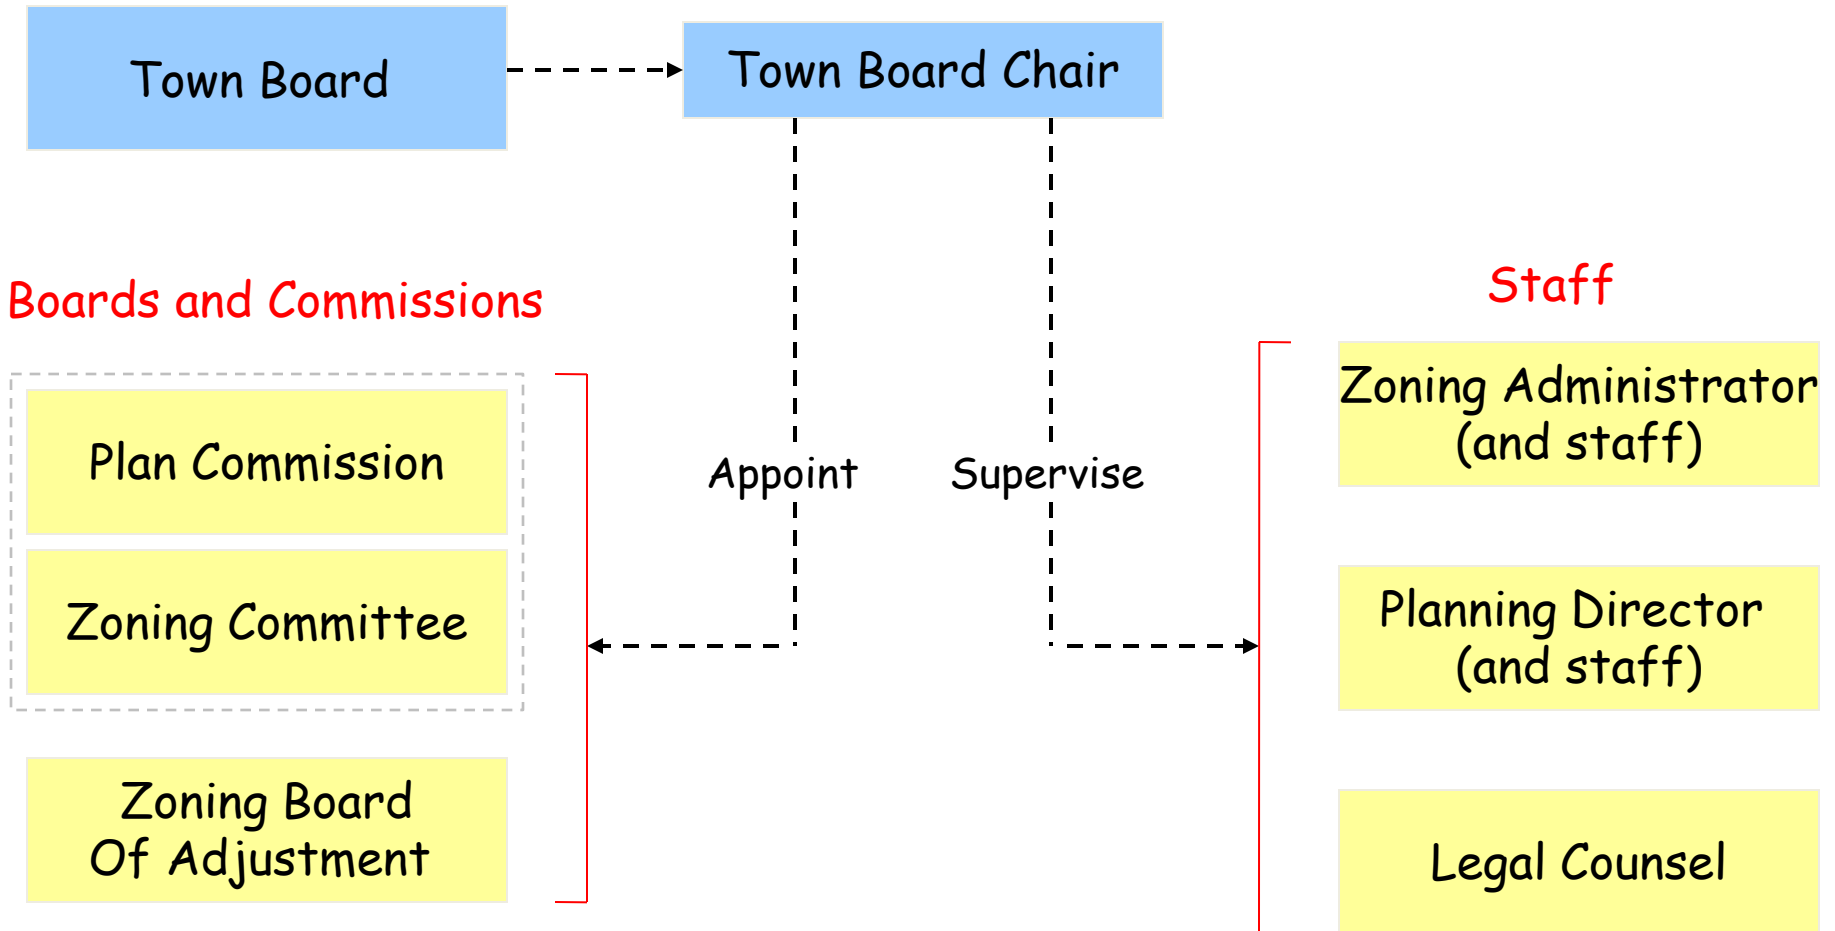 Town Board
Town Board Chair
Boards and Commissions
Staff
Plan Commission
Zoning Committee
Zoning Board
Of Adjustment
Appoint
Supervise
Zoning Administrator
(and staff)
Planning Director
(and staff)
Legal Counsel